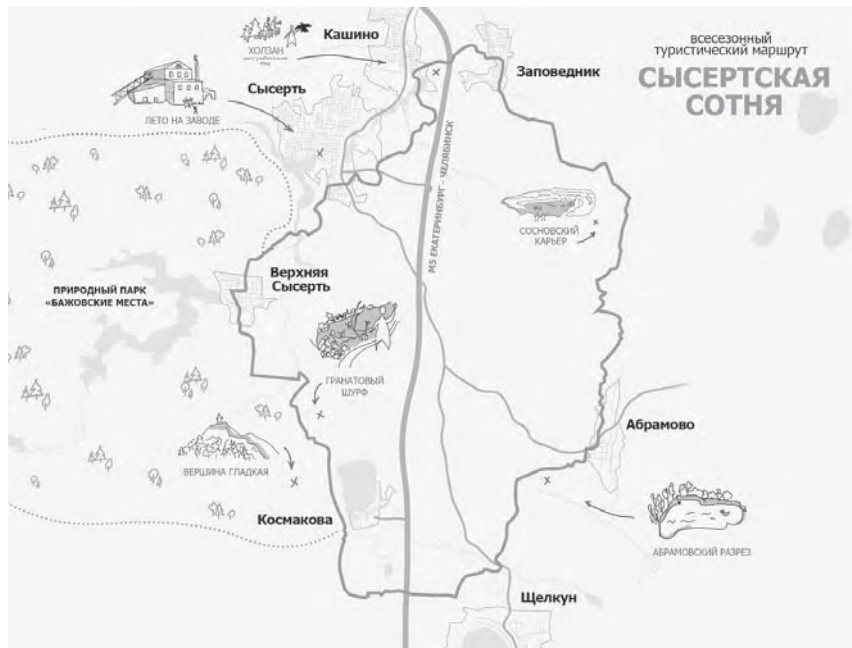 всесезонный
туристический маршрут
СЫСЕРТСКАЯ
СОТНЯ
Кашино
ХОЛЗАН
Заповедник
Сысерть
ЛЕТО НА ЗАВОДЕ
М5 ЕКАТЕРИНБУРГ - ЧЕЛЯБИНСК
СОСНОВСКИЙ
КАРЬЕР
Верхняя
Сысерть
ПРИРОДНЫЙ ПАРК
«БАЖОВСКИЕ МЕСТА»
ГРАНАТОВЫЙ
ШУРФ
Абрамово
ВЕРШИНА ГЛАДКАЯ
Космакова
АБРАМОВСКИЙ РАЗРЕЗ
Щелкун